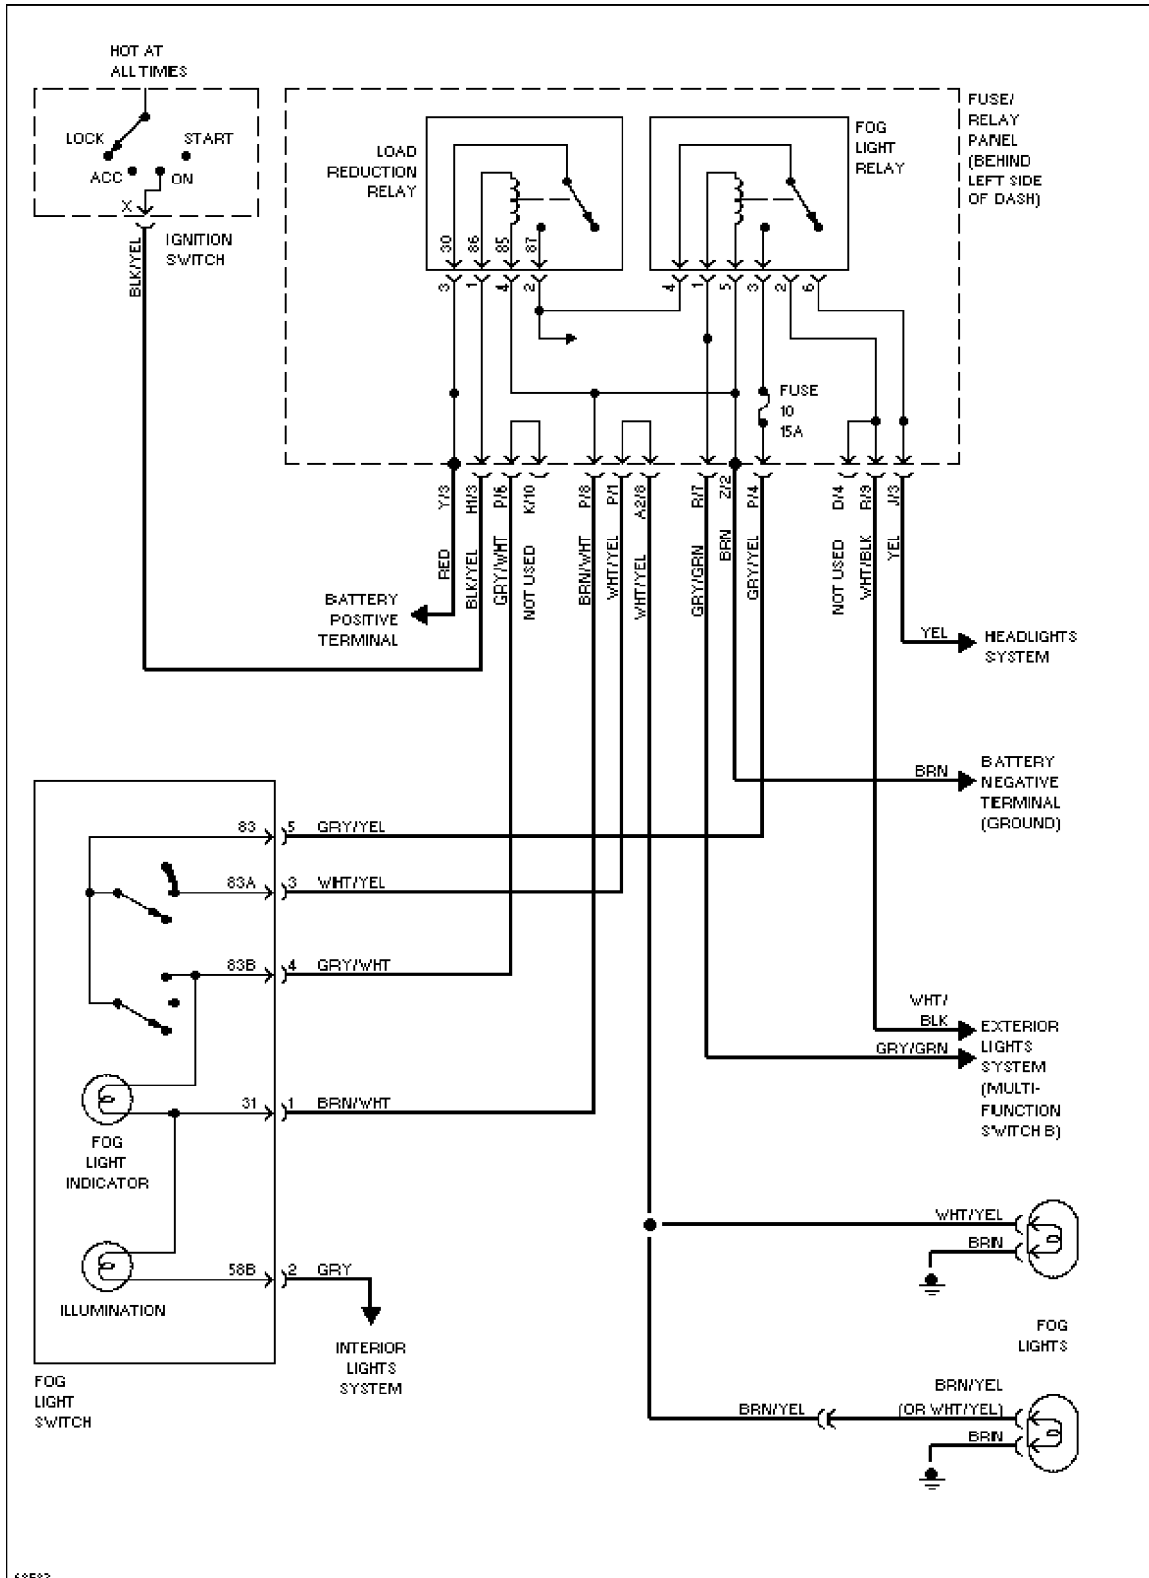 HOT AT
ALL TIMES
LOCK
START
ACC
ON
X
IGNITION
SWITCH
BLK/YEL
LOAD
REDUCTION
RELAY
FOG
LIGHT
RELAY
FUSE/
RELAY
PANEL
(BEHIND
LEFT SIDE
OF DASH)
30
86
85
87
3
1
4
2
4
1
5
3
2
6
FUSE
10
15A
Y/3
H1/3
P/6
K/10
P/8
P/1
A2/8
R/7
Z/2
P/4
D/4
R/9
J/3
RED
BLK/YEL
GRY/WHT
NOT USED
BRN/WHT
WHT/YEL
WHT/YEL
GRY/GRN
BRN
GRY/YEL
NOT USED
WHT/BLK
YEL
BATTERY
POSITIVE
TERMINAL
YEL
HEADLIGHTS
SYSTEM
BRN
BATTERY
NEGATIVE
TERMINAL
(GROUND)
83
5
GRY/YEL
83A
3
WHT/YEL
83B
4
GRY/WHT
31
1
BRN/WHT
58B
2
GRY
FOG
LIGHT
INDICATOR
ILLUMINATION
FOG
LIGHT
SWITCH
INTERIOR
LIGHTS
SYSTEM
WHT/
BLK
GRY/GRN
EXTERIOR
LIGHTS
SYSTEM
(MULTI-
FUNCTION
SWITCH B)
WHT/YEL
BRN
FOG
LIGHTS
BRN/YEL
BRN/YEL
(OR WHT/YEL)
BRN